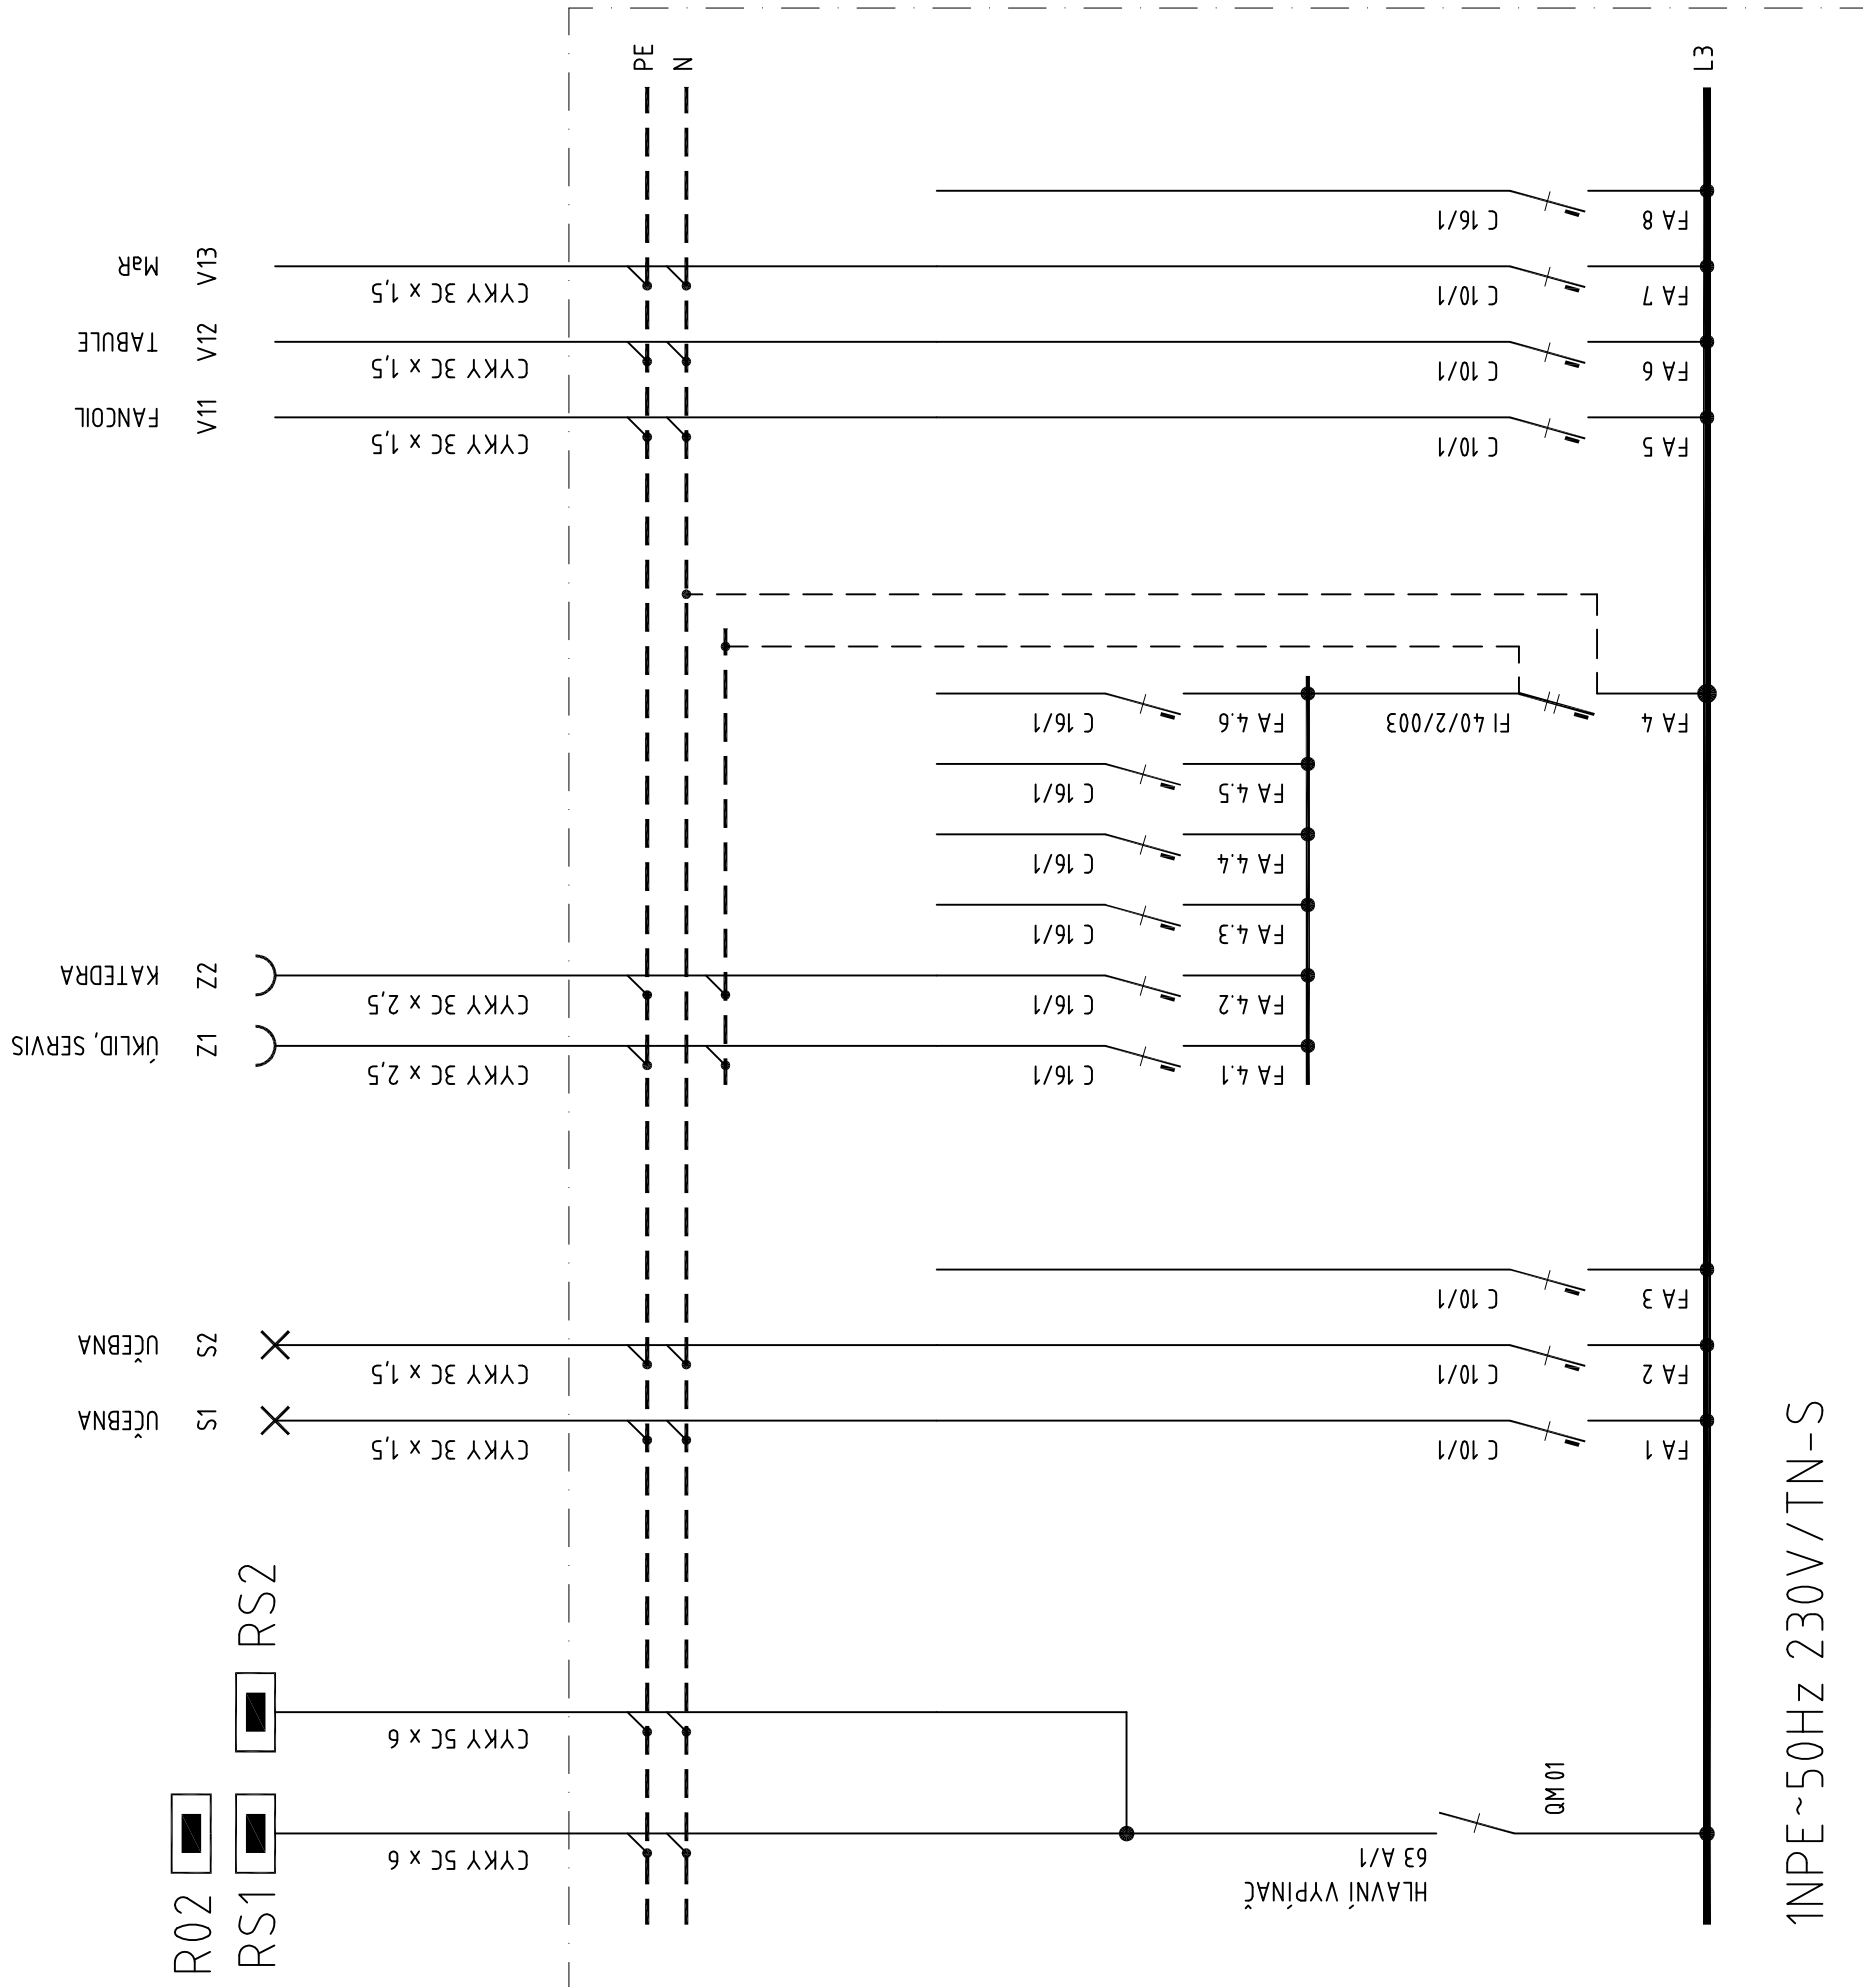 PE
N
L3
C 16/1
FA 8
MaR
V13
CYKY 3C x 1,5
C 10/1
FA 7
TABULE
V12
CYKY 3C x 1,5
C 10/1
FA 6
FANCOIL
V11
CYKY 3C x 1,5
C 10/1
FA 5
C 16/1
FA 4.6
FI 40/2/003
FA 4
C 16/1
FA 4.5
C 16/1
FA 4.4
C 16/1
FA 4.3
KATEDRA
Z2
CYKY 3C x 2,5
C 16/1
FA 4.2
ÚKLID, SERVIS
Z1
CYKY 3C x 2,5
C 16/1
FA 4.1
C 10/1
FA 3
UČEBNA
S2
CYKY 3C x 1,5
C 10/1
FA 2
UČEBNA
S1
CYKY 3C x 1,5
C 10/1
FA 1
RS2
CYKY 5C x 6
R02
RS1
CYKY 5C x 6
QM 01
63 A/1
HLAVNÍ VYPÍNAČ
1NPE~50Hz 230V/TN-S